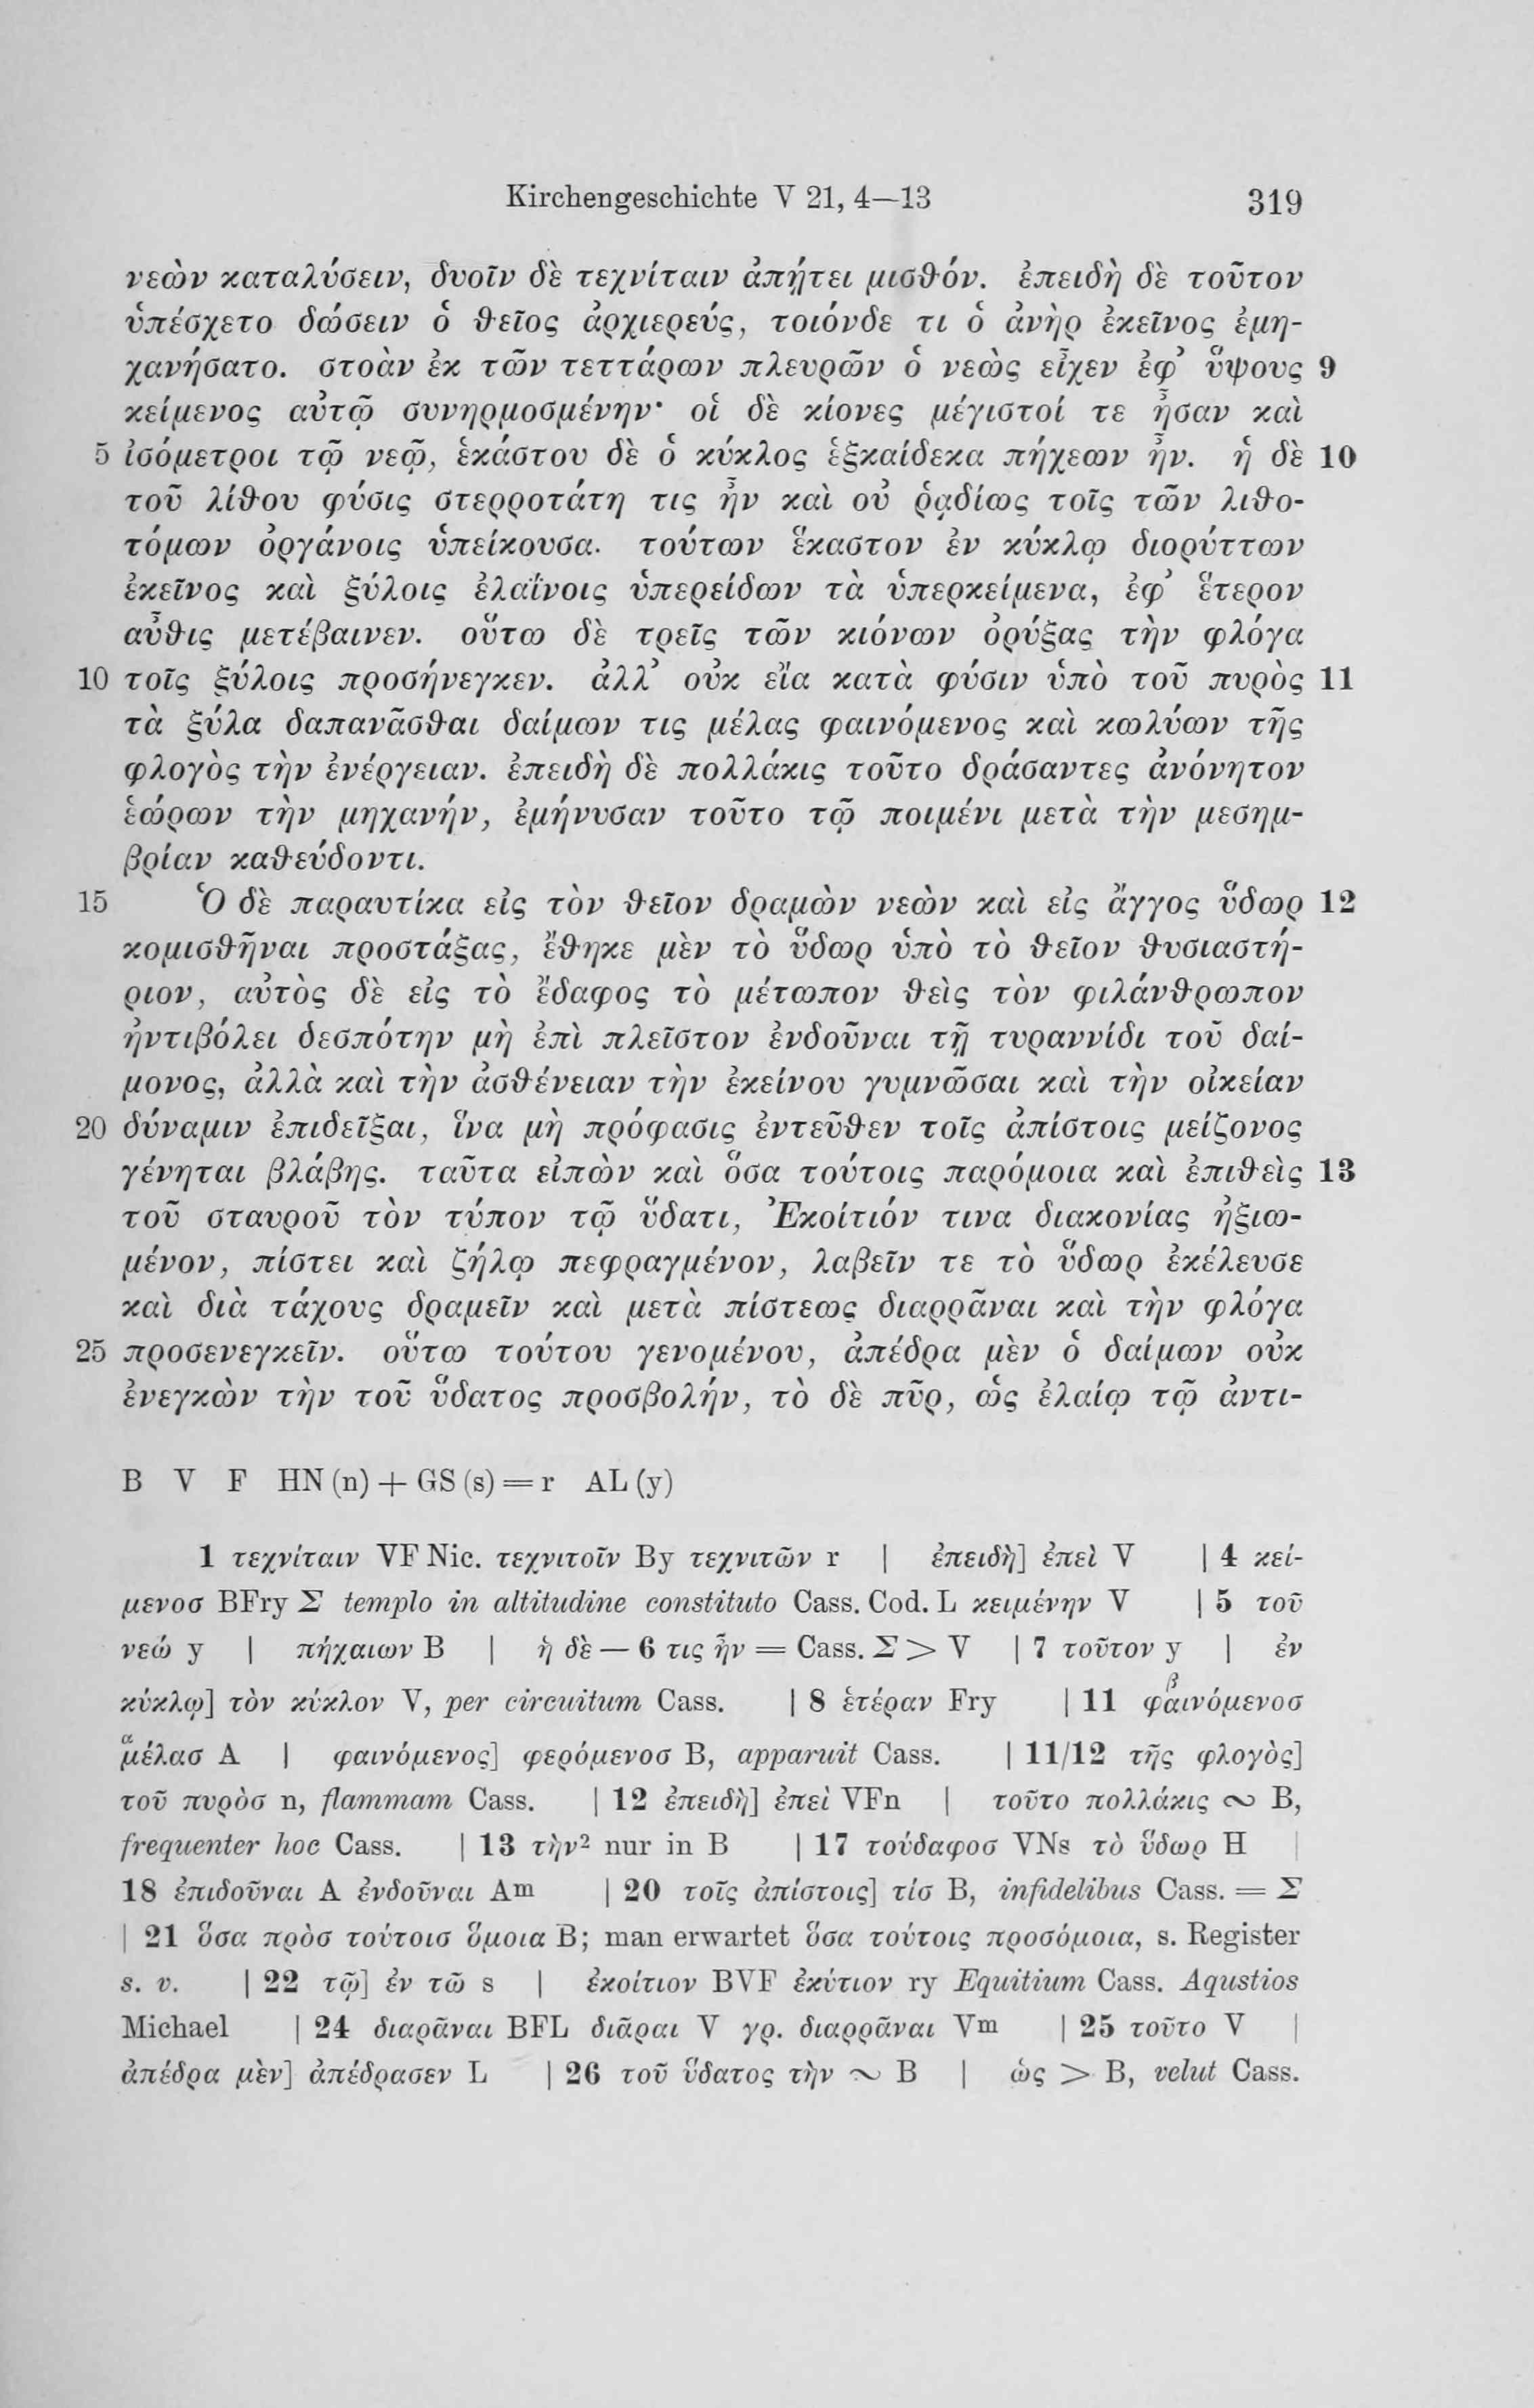 Kirchengeschichte V 21, 4—13 319
νεὼν καταλύσειν, δυοῖν δὲ τεχνίταιν ἀπῄτει μισθόν. ἐπειδὴ δὲ τοῦτον
ὑπέσχετο δώσειν ὁ θεῖος ἀρχιερεύς, τοιόνδε τι ὁ ἀνὴρ ἐκεῖνος ἐμη-
χανήσατο. στοὰν ἐκ τῶν τεττάρων πλευρῶν ὁ νεὼς εἶχεν ἐφ’ ὕψους 9
κείμενος αὐτῷ συνηρμοσμένην· οἱ δὲ κίονες μέγιστοί τε ἦσαν καὶ
5 ἰσόμετροι τῷ νεῷ, ἑκάστου δὲ ὁ κύκλος ἑξκαίδεκα πήχεων ἦν. ἡ δὲ 10
τοῦ λίθου φύσις στερροτάτη τις ἦν καὶ οὐ ῥᾳδίως τοῖς τῶν λιθο-
τόμων ὀργάνοις ὑπείκουσα. τούτων ἕκαστον ἐν κύκλῳ διορύττων
ἐκεῖνος καὶ ξύλοις ἐλαΐνοις ὑπερείδων τὰ ὑπερκείμενα, ἐφ’ ἕτερον
αὖθις μετέβαινεν. οὕτω δὲ τρεῖς τῶν κιόνων ὀρύξας τὴν φλόγα
10 τοῖς ξύλοις προσήνεγκεν. ἀλλ’ οὐκ εἴα κατὰ φύσιν ὑπὸ τοῦ πυρὸς 11
τὰ ξύλα δαπανᾶσθαι δαίμων τις μέλας φαινόμενος καὶ κωλύων τῆς
φλογὸς τὴν ἐνέργειαν. ἐπειδὴ δὲ πολλάκις τοῦτο δράσαντες ἀνόνητον
ἑώρων τὴν μηχανήν, ἐμήνυσαν τοῦτο τῷ ποιμένι μετὰ τὴν μεσημ-
βρίαν καθεύδοντι.
15 Ὁ δὲ παραυτίκα εἰς τὸν θεῖον δραμὼν νεὼν καὶ εἰς ἄγγος ὕδωρ 12
κομισθῆναι προστάξας, ἔθηκε μὲν τὸ ὕδωρ ὑπὸ τὸ θεῖον θυσιαστή-
ριον, αὐτὸς δὲ εἰς τὸ ἔδαφος τὸ μέτωπον θεὶς τὸν φιλάνθρωπον
ἠντιβόλει δεσπότην μὴ ἐπὶ πλεῖστον ἐνδοῦναι τῇ τυραννίδι τοῦ δαί-
μονος, ἀλλὰ καὶ τὴν ἀσθένειαν τὴν ἐκείνου γυμνῶσαι καὶ τὴν οἰκείαν
20 δύναμιν ἐπιδεῖξαι, ἵνα μὴ πρόφασις ἐντεῦθεν τοῖς ἀπίστοις μείζονος
γένηται βλάβης. ταῦτα εἰπὼν καὶ ὅσα τούτοις παρόμοια καὶ ἐπιθεὶς 13
τοῦ σταυροῦ τὸν τύπον τῷ ὕδατι, Ἐκοίτιόν τινα διακονίας ἠξιω-
μένον, πίστει καὶ ζήλῳ πεφραγμένον, λαβεῖν τε τὸ ὕδωρ ἐκέλευσε
καὶ διὰ τάχους δραμεῖν καὶ μετὰ πίστεως διαρρᾶναι καὶ τὴν φλόγα
25 προσενεγκεῖν. οὕτω τούτου γενομένου, ἀπέδρα μὲν ὁ δαίμων οὐκ
ἐνεγκὼν τὴν τοῦ ὕδατος προσβολήν, τὸ δὲ πῦρ, ὡς ἐλαίῳ τῷ ἀντι-
B V F HN (n) + GS (s) = r AL (y)
1 τεχνίταιν VF Nic. τεχνιτοῖν By τεχνιτῶν r | ἐπειδὴ] ἐπεὶ V | 4 κεί-
μενοσ BFry Σ templo in altitudine constituto Cass. Cod. L κειμένην V | 5 τοῦ
νεώ y | πήχαιων B | ἡ δὲ — 6 τις ἦν = Cass. Σ > V | 7 τοῦτον y | ἐν
κύκλῳ] τὸν κύκλον V, per circuitum Cass. | 8 ἑτέραν Fry | 11 φαινόμενοσ
μέλασ A | φαινόμενος] φερόμενοσ B, apparuit Cass. | 11/12 τῆς φλογὸς]
τοῦ πυρὸσ n, flammam Cass. | 12 ἐπειδὴ] ἐπεὶ VFn | τοῦτο πολλάκις ∾ B,
frequenter hoc Cass. | 13 τὴν² nur in B | 17 τοὔδαφοσ VNs τὸ ὕδωρ H |
18 ἐπιδοῦναι A ἐνδοῦναι Aᵐ | 20 τοῖς ἀπίστοις] τίσ B, infidelibus Cass. = Σ
| 21 ὅσα πρὸσ τούτοισ ὅμοια B; man erwartet ὅσα τούτοις προσόμοια, s. Register
s. v. | 22 τῷ] ἐν τῶ s | ἐκοίτιον BVF ἐκύτιον ry Equitium Cass. Aqustios
Michael | 24 διαρᾶναι BFL διᾶραι V γρ. διαρρᾶναι Vᵐ | 25 τοῦτο V |
ἀπέδρα μὲν] ἀπέδρασεν L | 26 τοῦ ὕδατος τὴν ∾ B | ὡς > B, velut Cass.